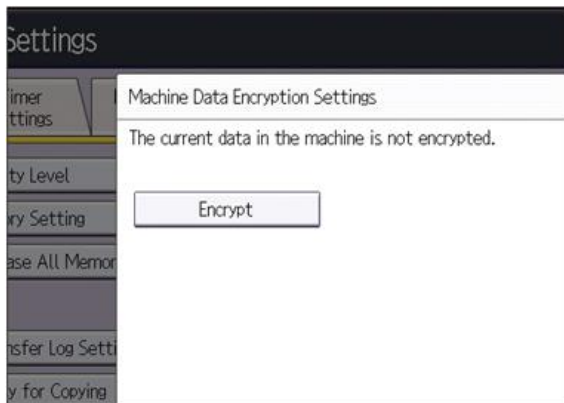 Settings
Timer
ttings
Machine Data Encryption Settings
The current data in the machine is not encrypted.
ty Level
ry Setting
Encrypt
ase All Memor
nsfer Log Setti
y for Copying